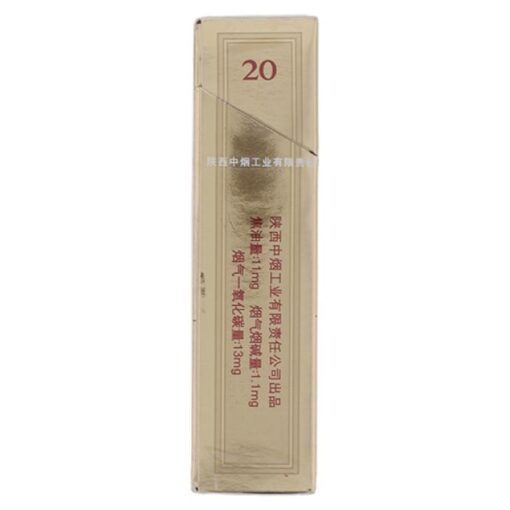 20
陕西中烟工业有限责
陕西中烟工业有限责任公司出品
焦油量:11mg 烟气烟碱量:1.1mg
烟气一氧化碳量:13mg